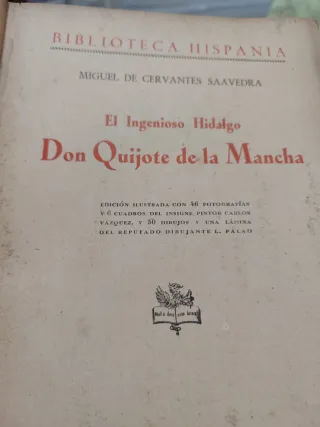 BIBLIOTECA HISPANIA
MIGUEL DE CERVANTES SAAVEDRA
El Ingenioso Hidalgo
Don Quijote de la Mancha
EDICIÓN ILUSTRADA CON 46 FOTOGRAFÍAS
Y 6 CUADROS DEL INSIGNE PINTOR CARLOS
VÁZQUEZ, Y 50 DIBUJOS Y UNA LÁMINA
DEL REPUTADO DIBUJANTE L. PALAO